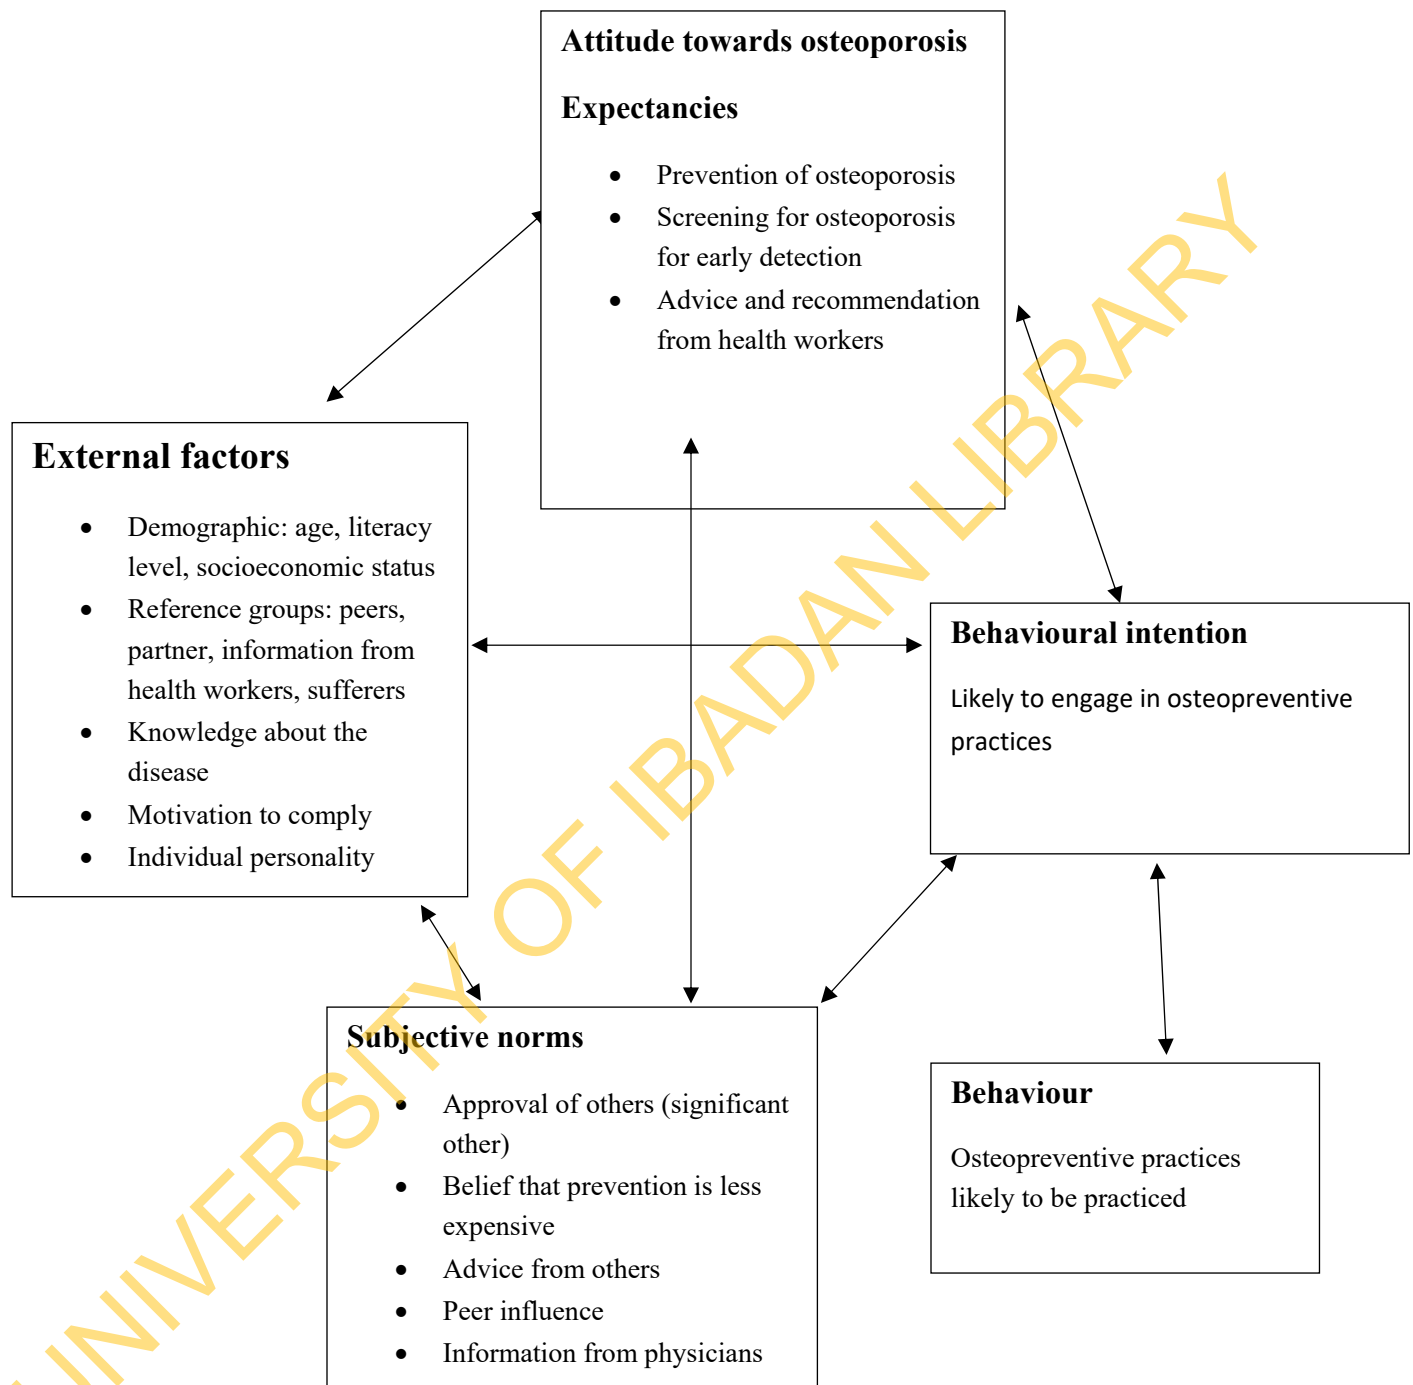 Attitude towards osteoporosis
Expectancies
• Prevention of osteoporosis
• Screening for osteoporosis
for early detection
• Advice and recommendation
from health workers
External factors
• Demographic: age, literacy
level, socioeconomic status
• Reference groups: peers,
partner, information from
health workers, sufferers
• Knowledge about the
disease
• Motivation to comply
• Individual personality
Behavioural intention
Likely to engage in osteopreventive
practices
Subjective norms
• Approval of others (significant
other)
• Belief that prevention is less
expensive
• Advice from others
• Peer influence
• Information from physicians
Behaviour
Osteopreventive practices
likely to be practiced
UNIVERSITY OF IBADAN LIBRARY